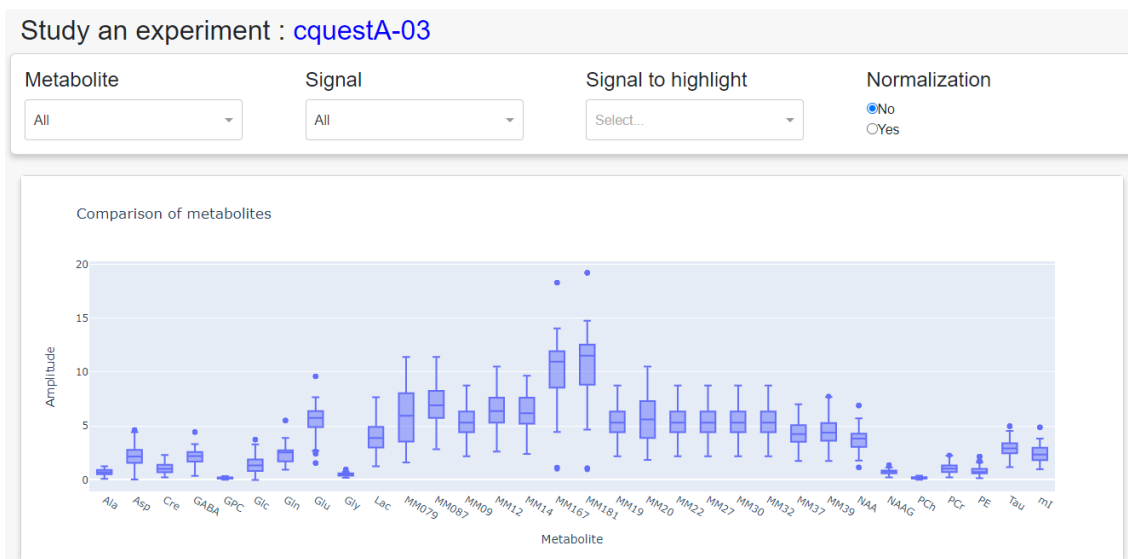 Study an experiment : cquestA-03
Metabolite
Signal
Signal to highlight
Normalization
All
All
Select...
No
Yes
Comparison of metabolites
20
15
10
5
0
Amplitude
Ala
Asp
Cre
GABA
GPC
Glc
Gln
Glu
Gly
Lac
MM079
MM087
MM09
MM12
MM14
MM167
MM181
MM19
MM20
MM22
MM27
MM30
MM32
MM37
MM39
NAA
NAAG
PCh
PCr
PE
Tau
mI
Metabolite